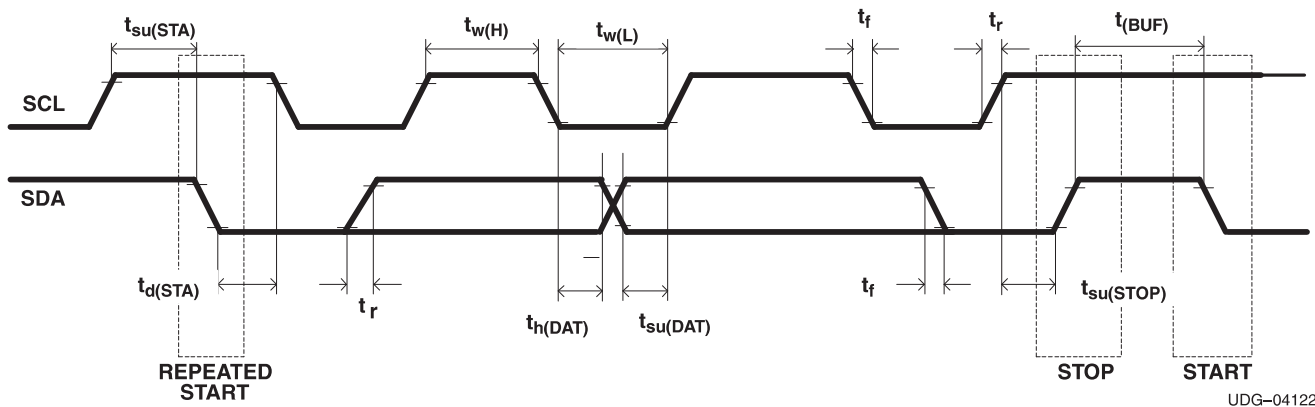 tsu(STA)
tw(H)
tw(L)
tf
tr
t(BUF)
SCL
SDA
td(STA)
tr
th(DAT)
tsu(DAT)
tf
tsu(STOP)
REPEATED
START
STOP
START
UDG–04122